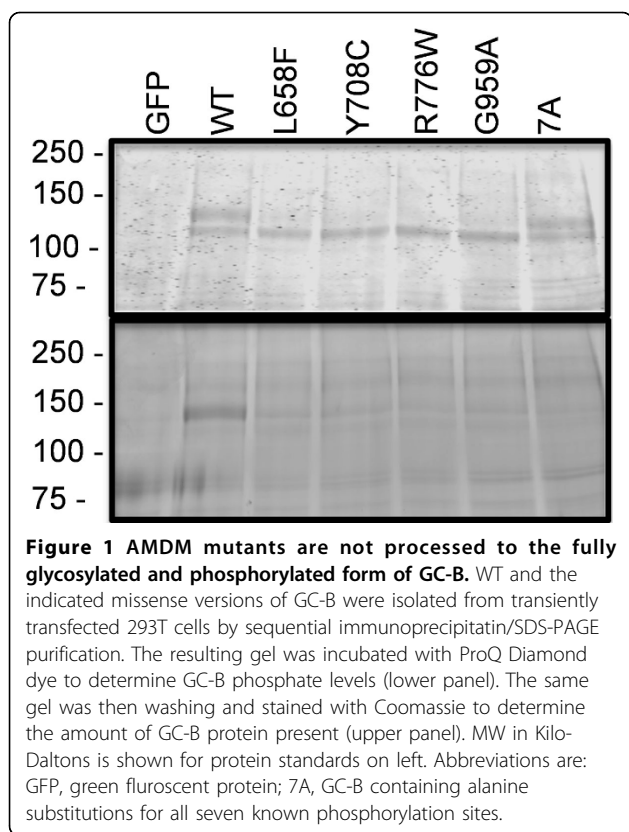 GFP WT L658F Y708C R776W G959A 7A
250 -
150 -
100 -
75 -
250 -
150 -
100 -
75 -
Figure 1 AMDM mutants are not processed to the fully
glycosylated and phosphorylated form of GC-B. WT and the
indicated missense versions of GC-B were isolated from transiently
transfected 293T cells by sequential immunoprecipitatin/SDS-PAGE
purification. The resulting gel was incubated with ProQ Diamond
dye to determine GC-B phosphate levels (lower panel). The same
gel was then washing and stained with Coomassie to determine
the amount of GC-B protein present (upper panel). MW in Kilo-
Daltons is shown for protein standards on left. Abbreviations are:
GFP, green fluroscent protein; 7A, GC-B containing alanine
substitutions for all seven known phosphorylation sites.